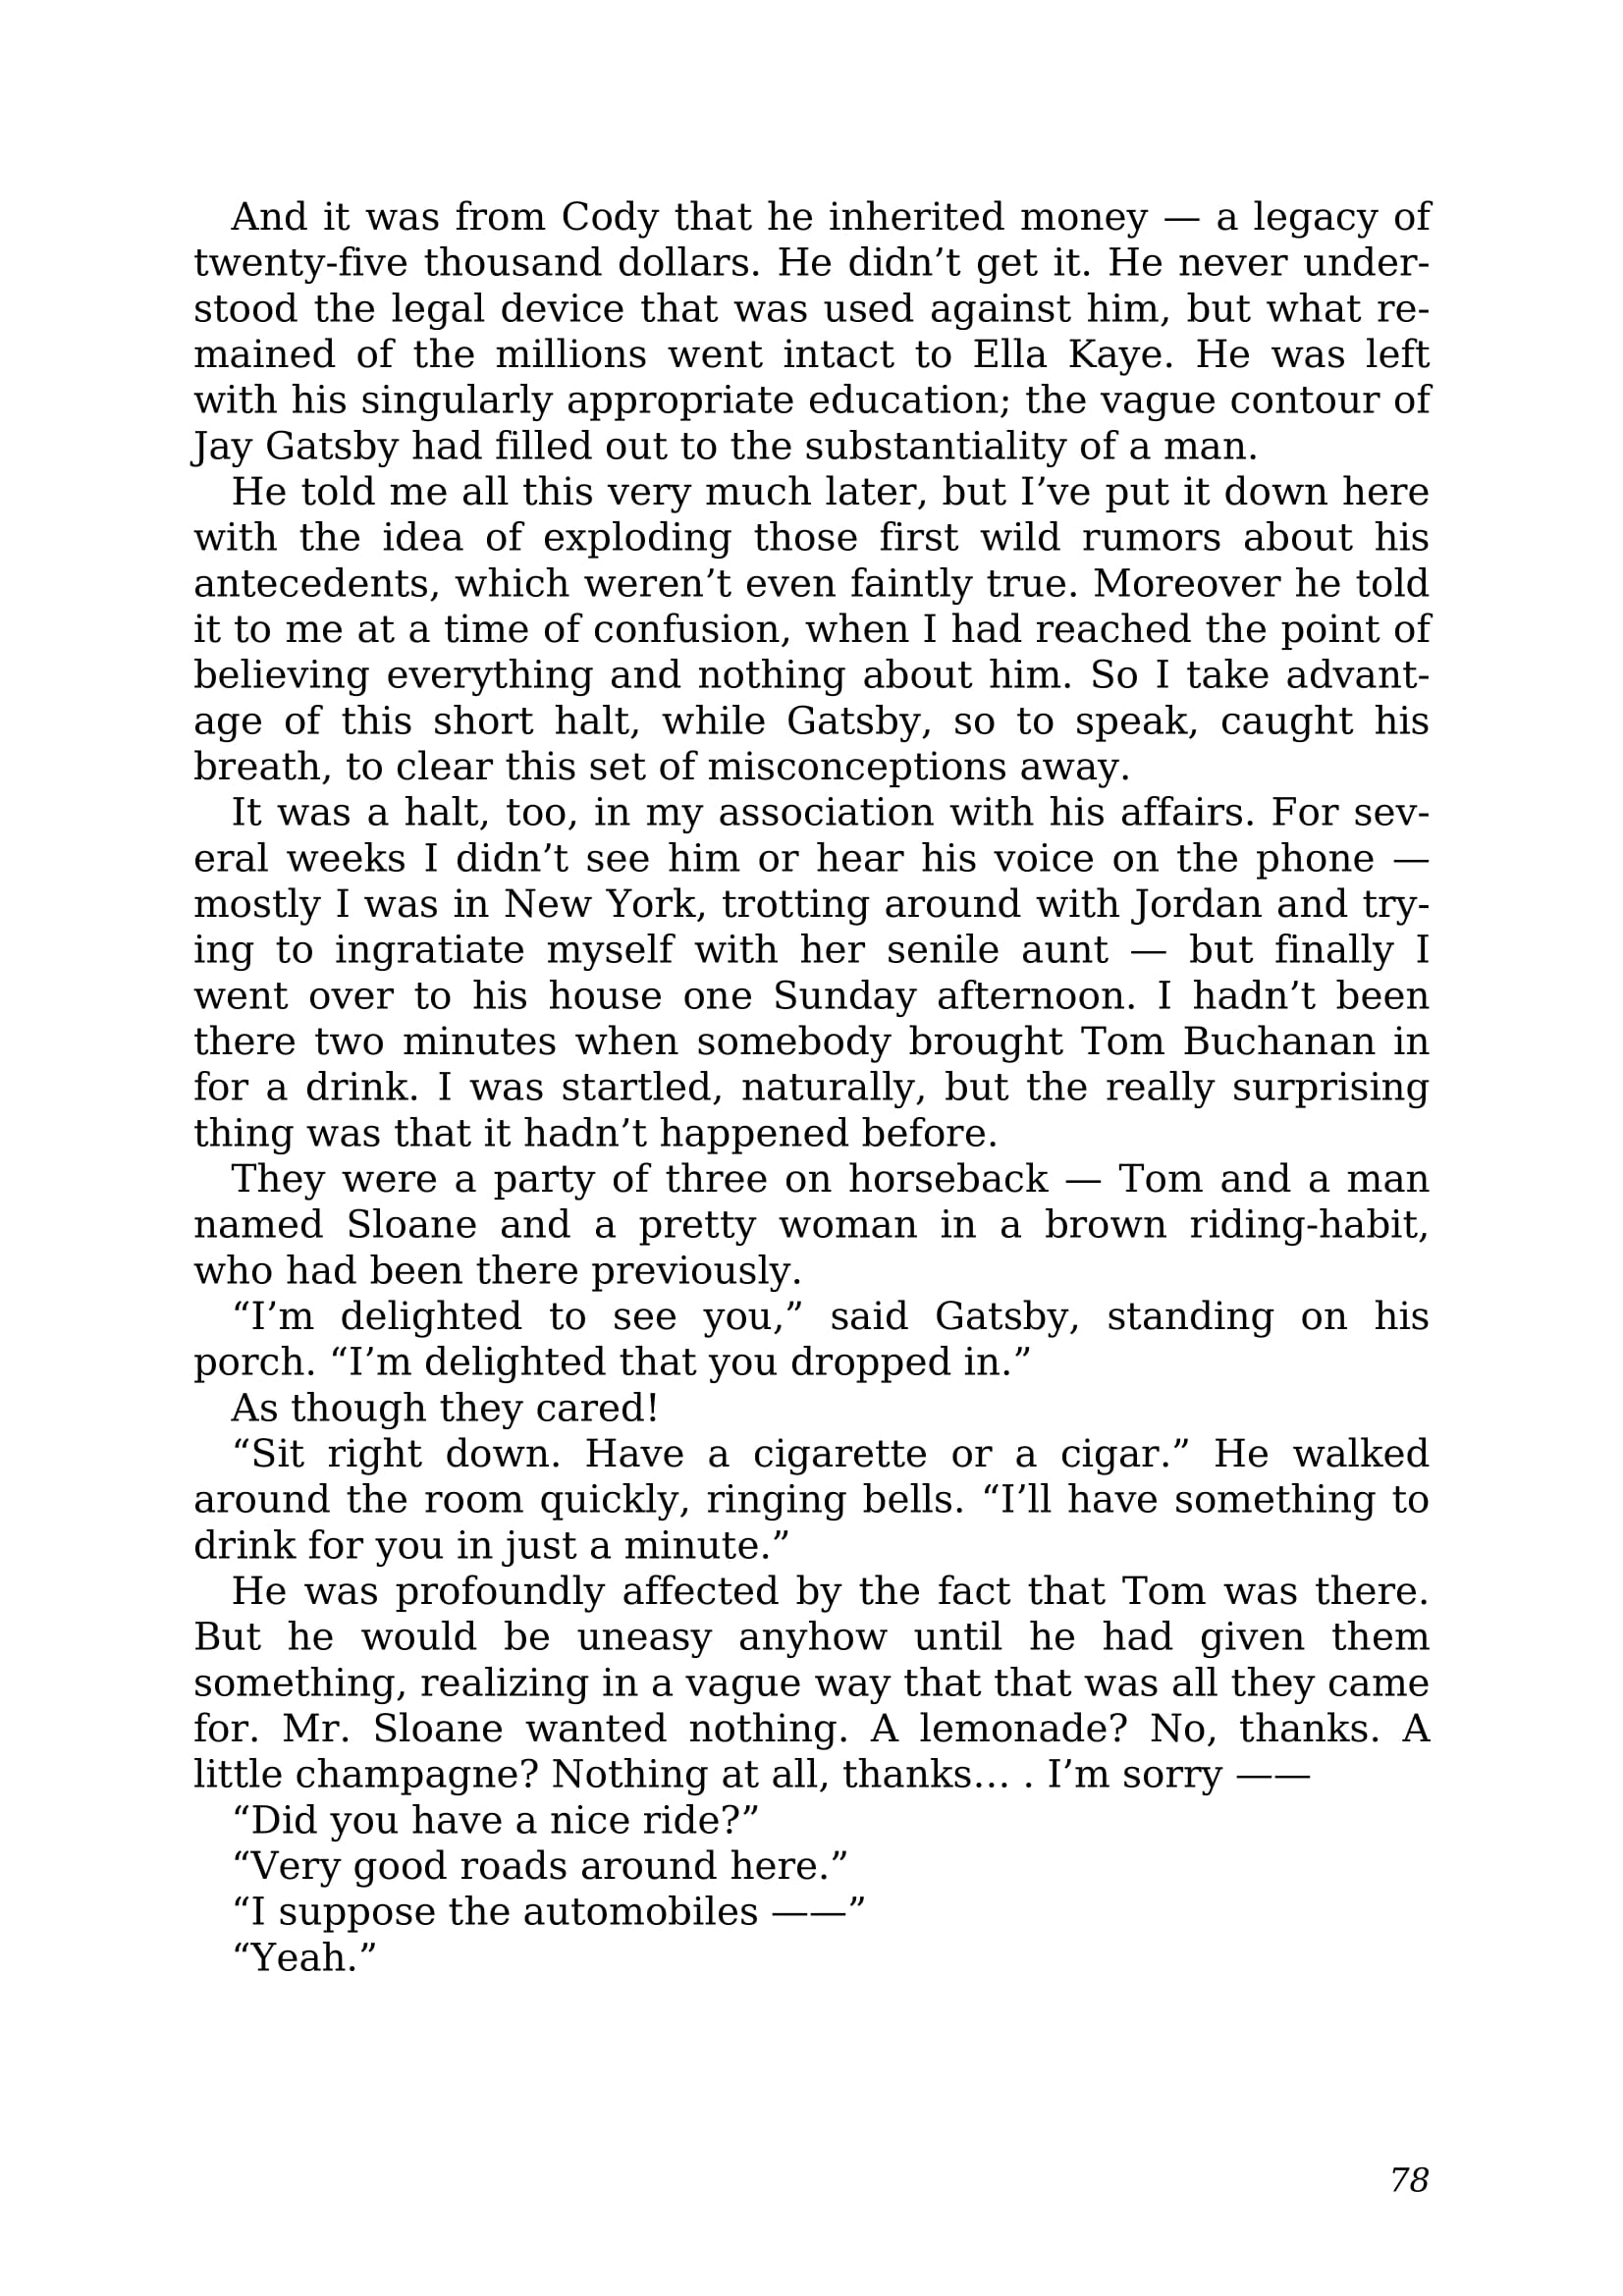 And it was from Cody that he inherited money — a legacy of
twenty-five thousand dollars. He didn’t get it. He never under-
stood the legal device that was used against him, but what re-
mained of the millions went intact to Ella Kaye. He was left
with his singularly appropriate education; the vague contour of
Jay Gatsby had filled out to the substantiality of a man.
He told me all this very much later, but I’ve put it down here
with the idea of exploding those first wild rumors about his
antecedents, which weren’t even faintly true. Moreover he told
it to me at a time of confusion, when I had reached the point of
believing everything and nothing about him. So I take advant-
age of this short halt, while Gatsby, so to speak, caught his
breath, to clear this set of misconceptions away.
It was a halt, too, in my association with his affairs. For sev-
eral weeks I didn’t see him or hear his voice on the phone —
mostly I was in New York, trotting around with Jordan and try-
ing to ingratiate myself with her senile aunt — but finally I
went over to his house one Sunday afternoon. I hadn’t been
there two minutes when somebody brought Tom Buchanan in
for a drink. I was startled, naturally, but the really surprising
thing was that it hadn’t happened before.
They were a party of three on horseback — Tom and a man
named Sloane and a pretty woman in a brown riding-habit,
who had been there previously.
“I’m delighted to see you,” said Gatsby, standing on his
porch. “I’m delighted that you dropped in.”
As though they cared!
“Sit right down. Have a cigarette or a cigar.” He walked
around the room quickly, ringing bells. “I’ll have something to
drink for you in just a minute.”
He was profoundly affected by the fact that Tom was there.
But he would be uneasy anyhow until he had given them
something, realizing in a vague way that that was all they came
for. Mr. Sloane wanted nothing. A lemonade? No, thanks. A
little champagne? Nothing at all, thanks… . I’m sorry ——
“Did you have a nice ride?”
“Very good roads around here.”
“I suppose the automobiles ——”
“Yeah.”
78